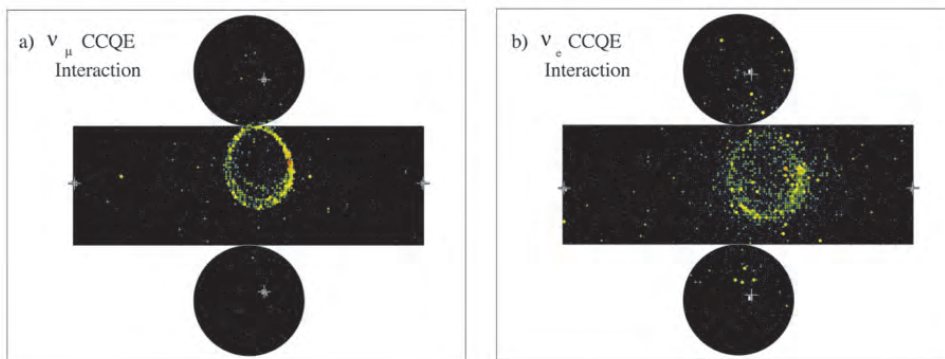 a) ν μ CCQE
Interaction
b) ν e CCQE
Interaction